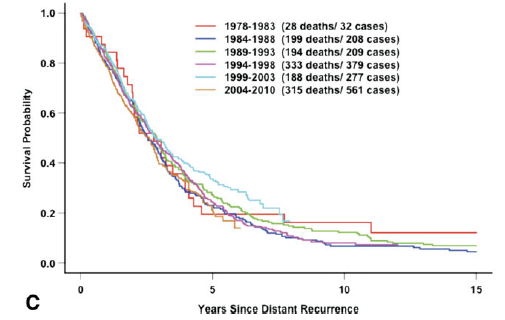 1978-1983 (28 deaths/ 32 cases)
1984-1988 (199 deaths/ 208 cases)
1989-1993 (194 deaths/ 209 cases)
1994-1998 (333 deaths/ 379 cases)
1999-2003 (188 deaths/ 277 cases)
2004-2010 (315 deaths/ 561 cases)
Survival Probability
1.0
0.8
0.6
0.4
0.2
0.0
0 5 10 15
Years Since Distant Recurrence
C